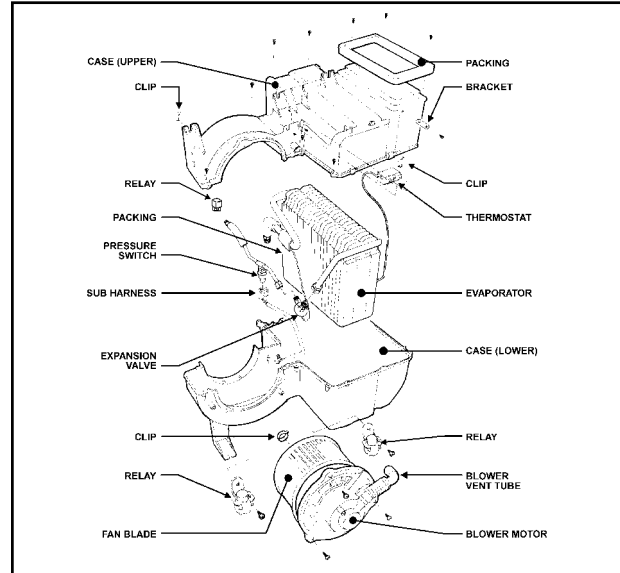 CASE (UPPER)
CLIP
RELAY
PACKING
PRESSURE
SWITCH
SUB HARNESS
EXPANSION
VALVE
CLIP
RELAY
FAN BLADE
PACKING
BRACKET
CLIP
THERMOSTAT
EVAPORATOR
CASE (LOWER)
RELAY
BLOWER
VENT TUBE
BLOWER MOTOR